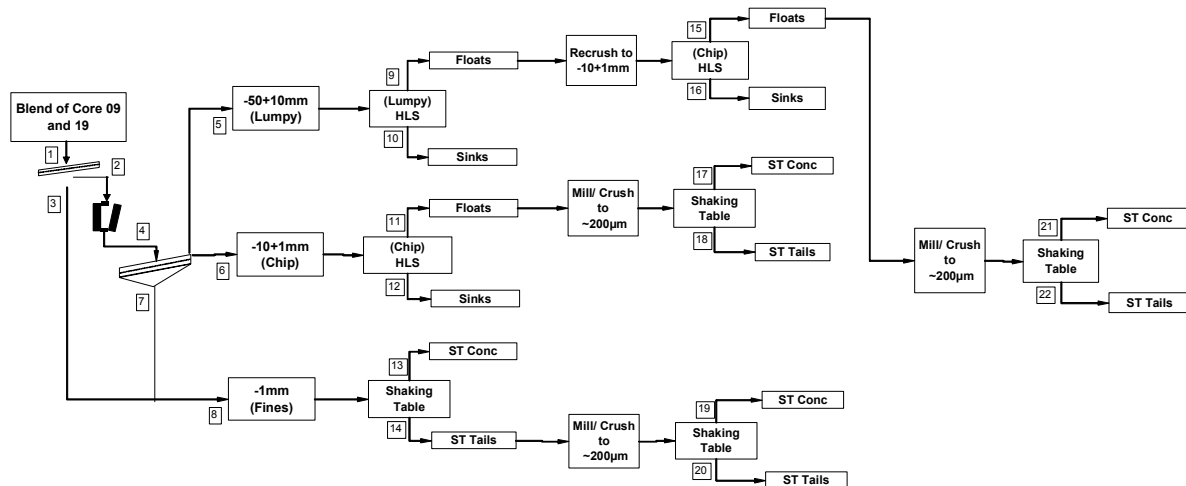 Blend of Core 09
and 19
1
2
3
4
5
-50+10mm
(Lumpy)
9
(Lumpy)
HLS
10
Floats
Sinks
Recrush to
-10+1mm
15
(Chip)
HLS
16
Floats
Sinks
6
-10+1mm
(Chip)
11
(Chip)
HLS
12
Floats
Sinks
Mill/ Crush
to
~200µm
17
Shaking
Table
18
ST Conc
ST Tails
Mill/ Crush
to
~200µm
21
Shaking
Table
22
ST Conc
ST Tails
7
8
-1mm
(Fines)
13
Shaking
Table
14
ST Conc
ST Tails
Mill/ Crush
to
~200µm
19
Shaking
Table
20
ST Conc
ST Tails